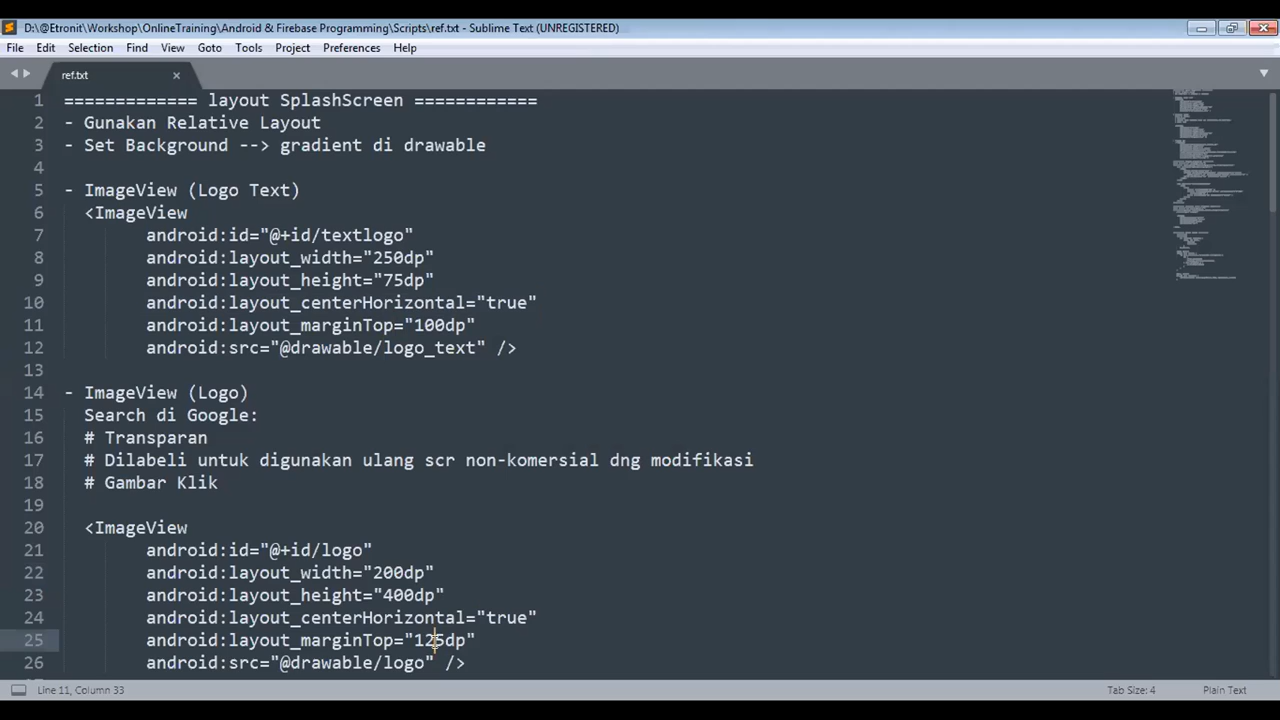 D:\@Etronit\Workshop\OnlineTraining\Android & Firebase Programming\Scripts\ref.txt - Sublime Text (UNREGISTERED)
File Edit Selection Find View Goto Tools Project Preferences Help
ref.txt
1 ============= layout SplashScreen ============
2 - Gunakan Relative Layout
3 - Set Background --> gradient di drawable
4
5 - ImageView (Logo Text)
6 <ImageView
7 android:id="@+id/textlogo"
8 android:layout_width="250dp"
9 android:layout_height="75dp"
10 android:layout_centerHorizontal="true"
11 android:layout_marginTop="100dp"
12 android:src="@drawable/logo_text" />
13
14 - ImageView (Logo)
15 Search di Google:
16 # Transparan
17 # Dilabeli untuk digunakan ulang scr non-komersial dng modifikasi
18 # Gambar Klik
19
20 <ImageView
21 android:id="@+id/logo"
22 android:layout_width="200dp"
23 android:layout_height="400dp"
24 android:layout_centerHorizontal="true"
25 android:layout_marginTop="125dp"
26 android:src="@drawable/logo" />
Line 11, Column 33 Tab Size: 4 Plain Text